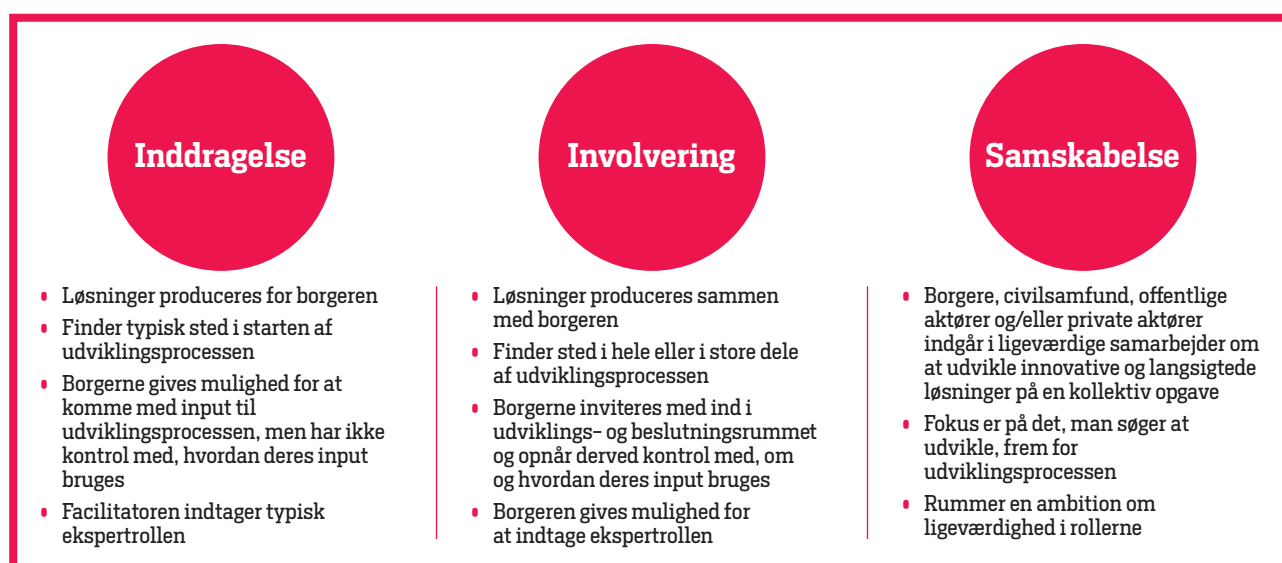 Inddragelse
• Løsninger produceres for borgeren
• Finder typisk sted i starten af
udviklingsprocessen
• Borgerne gives mulighed for at
komme med input til
udviklingsprocessen, men har ikke
kontrol med, hvordan deres input
bruges
• Facilitatoren indtager typisk
ekspertrollen
Involvering
• Løsninger produceres sammen
med borgeren
• Finder sted i hele eller i store dele
af udviklingsprocessen
• Borgerne inviteres med ind i
udviklings- og beslutningsrummet
og opnår derved kontrol med, om
og hvordan deres input bruges
• Borgeren gives mulighed for
at indtage ekspertrollen
Samskabelse
• Borgere, civilsamfund, offentlige
aktører og/eller private aktører
indgår i ligeværdige samarbejder om
at udvikle innovative og langsigtede
løsninger på en kollektiv opgave
• Fokus er på det, man søger at
udvikle, frem for
udviklingsprocessen
• Rummer en ambition om
ligeværdighed i rollerne